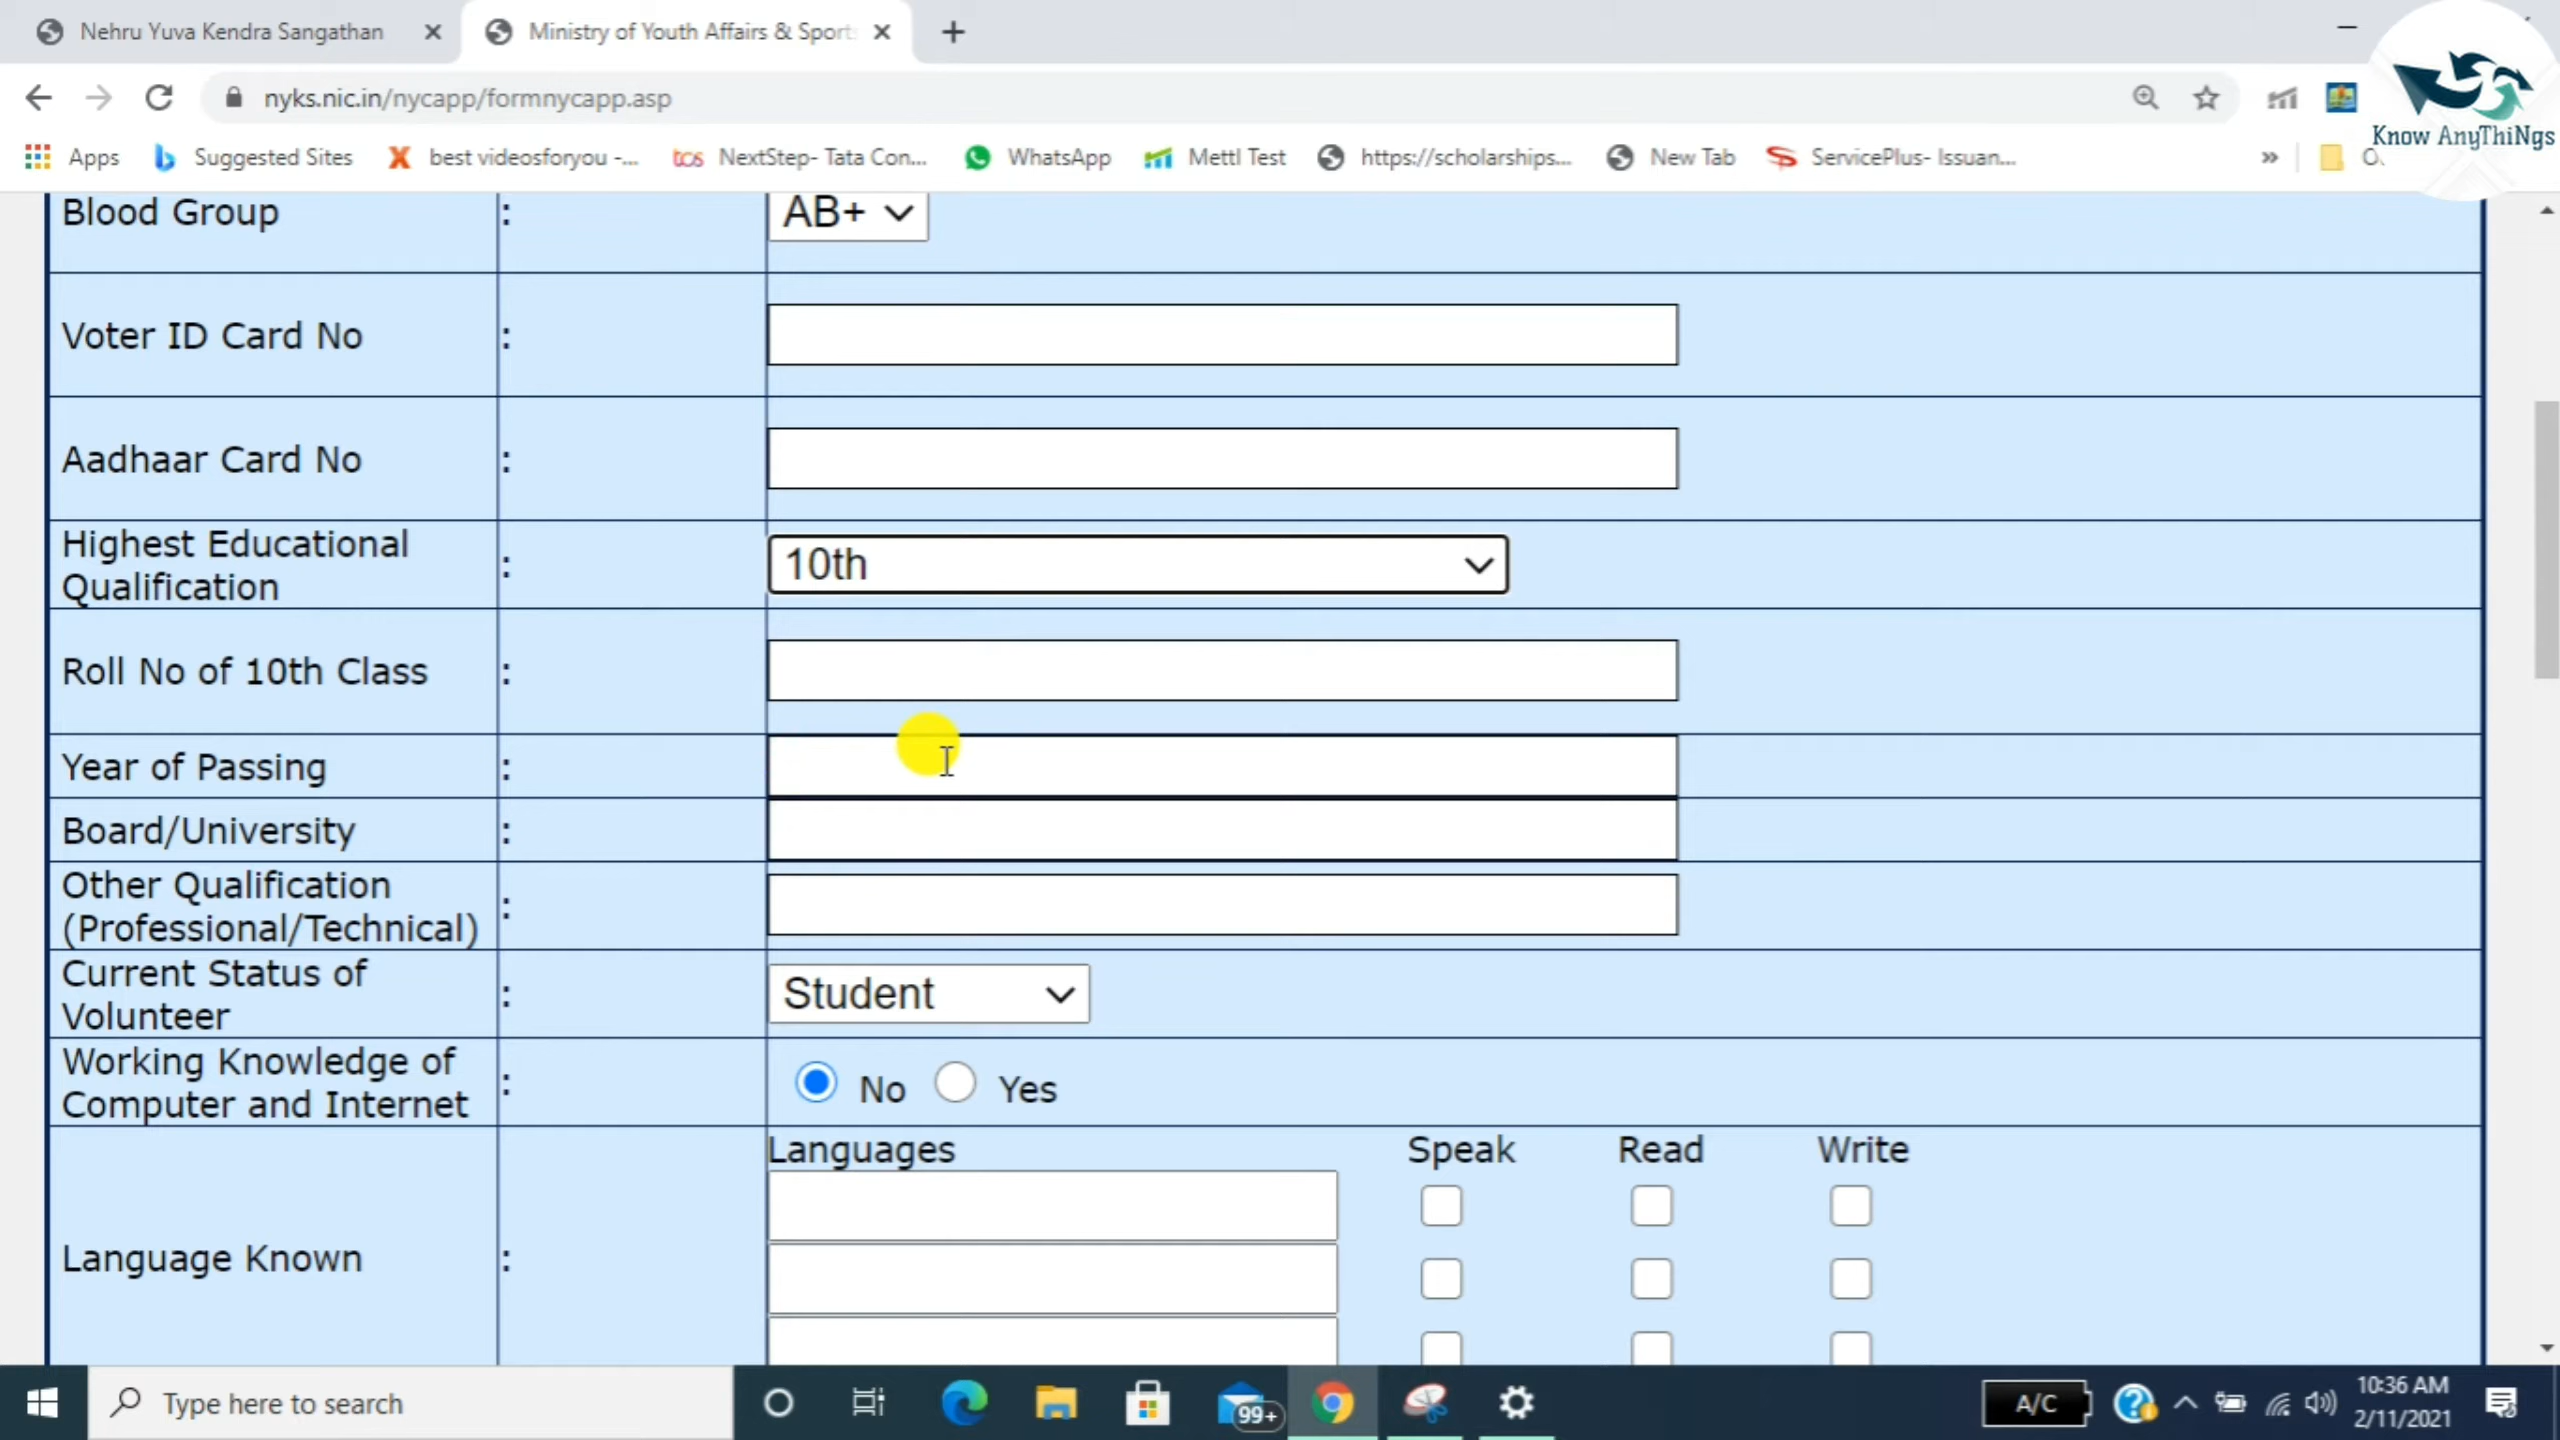 Nehru Yuva Kendra Sangathan
Ministry of Youth Affairs & Sports
nyks.nic.in/nycapp/formnycapp.asp
Know AnyThiNgs
Apps
Suggested Sites
best videosforyou -...
tcs NextStep- Tata Con...
WhatsApp
Mettl Test
https://scholarships...
New Tab
ServicePlus- Issuan...
»
Blood Group : AB+
Voter ID Card No :
Aadhaar Card No :
Highest Educational
Qualification : 10th
Roll No of 10th Class :
Year of Passing :
Board/University :
Other Qualification
(Professional/Technical) :
Current Status of
Volunteer : Student
Working Knowledge of
Computer and Internet : No Yes
Languages Speak Read Write
Language Known :
Type here to search
99+
A/C
10:36 AM
2/11/2021